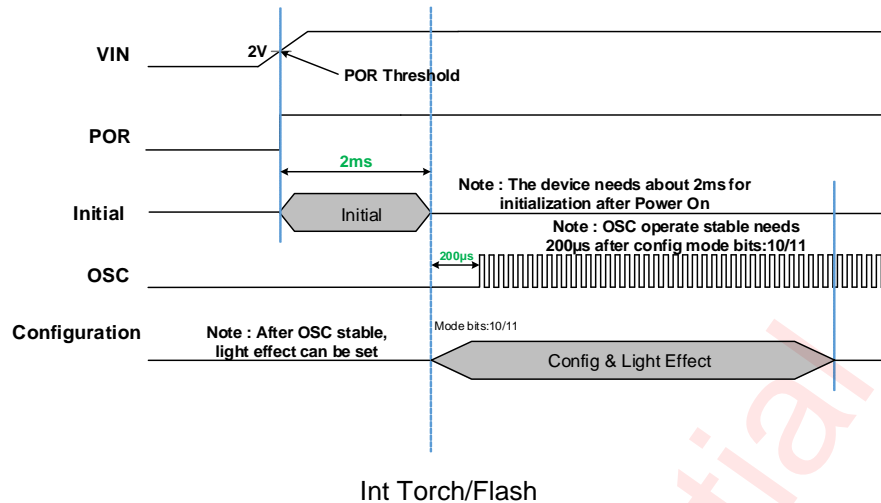 VIN
2V
POR Threshold
POR
2ms
Note : The device needs about 2ms for
initialization after Power On
Initial
Initial
Note : OSC operate stable needs
200μs after config mode bits:10/11
200μs
OSC
Configuration
Note : After OSC stable,
light effect can be set
Mode bits:10/11
Config & Light Effect
Int Torch/Flash